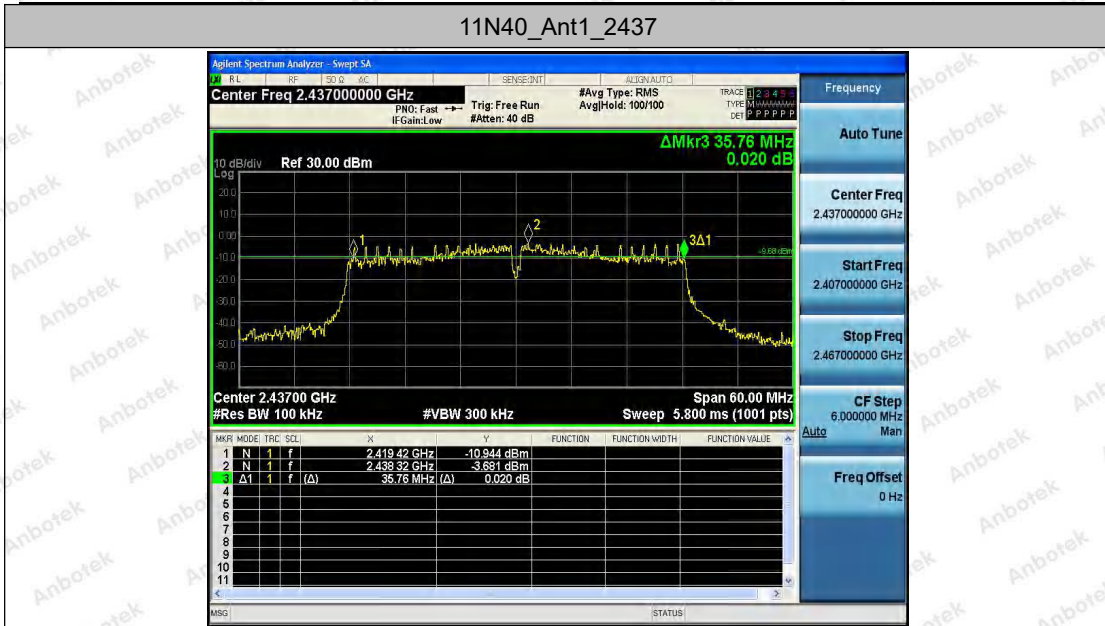 11N40_Ant1_2437
Agilent Spectrum Analyzer - Swept SA
RL RF 50 Ω AC SENSE:INT ALIGN AUTO
Center Freq 2.437000000 GHz
PNO: Fast
IFGain:Low
Trig: Free Run
#Atten: 40 dB
#Avg Type: RMS
Avg|Hold: 100/100
TRACE 1 2 3 4 5 6
TYPE M
DET P P P P P P
Frequency
Auto Tune
Center Freq
2.437000000 GHz
Start Freq
2.407000000 GHz
Stop Freq
2.467000000 GHz
CF Step
6.000000 MHz
Auto Man
Freq Offset
0 Hz
ΔMkr3 35.76 MHz
0.020 dB
10 dB/div Ref 30.00 dBm
Log
20.0
10.0
0.00
-10.0
-20.0
-30.0
-40.0
-50.0
-60.0
1
2
3Δ1
-9.68 dBm
Center 2.43700 GHz Span 60.00 MHz
#Res BW 100 kHz #VBW 300 kHz Sweep 5.800 ms (1001 pts)
MKR MODE TRC SCL X Y FUNCTION FUNCTION WIDTH FUNCTION VALUE
1 N 1 f 2.419 42 GHz -10.944 dBm
2 N 1 f 2.438 32 GHz -3.681 dBm
3 Δ1 1 f (Δ) 35.76 MHz (Δ) 0.020 dB
4
5
6
7
8
9
10
11
MSG STATUS
Anbotek